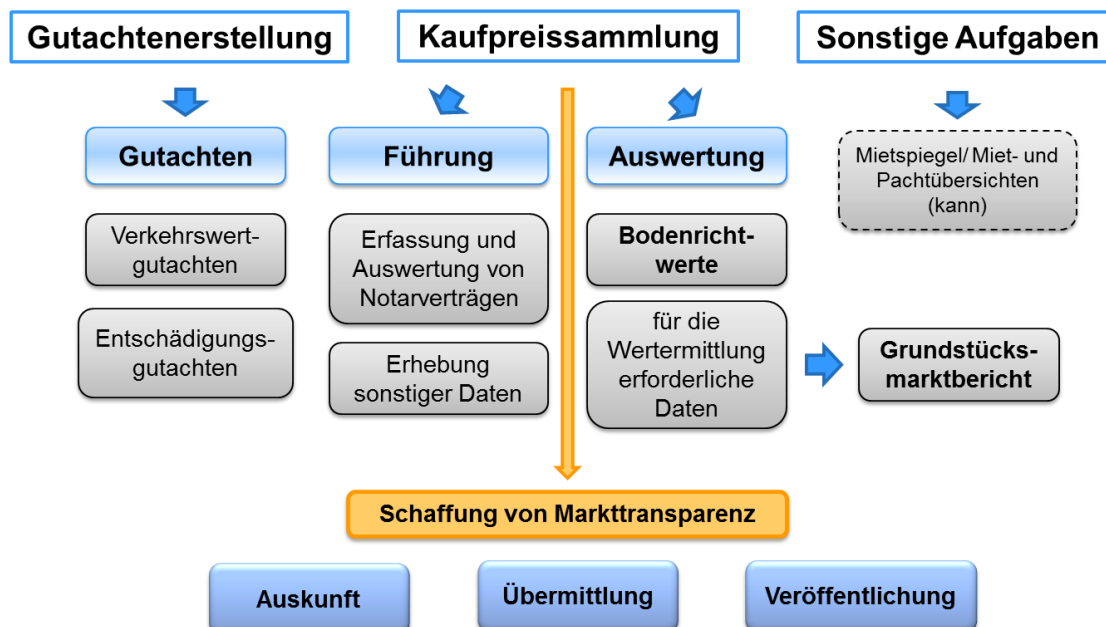 Gutachtenerstellung
Kaufpreissammlung
Sonstige Aufgaben
Gutachten
Führung
Auswertung
Mietspiegel/ Miet- und
Pachtübersichten
(kann)
Verkehrswert-
gutachten
Erfassung und
Auswertung von
Notarverträgen
Bodenricht-
werte
Entschädigungs-
gutachten
Erhebung
sonstiger Daten
für die
Wertermittlung
erforderliche
Daten
Grundstücks-
marktbericht
Schaffung von Markttransparenz
Auskunft
Übermittlung
Veröffentlichung